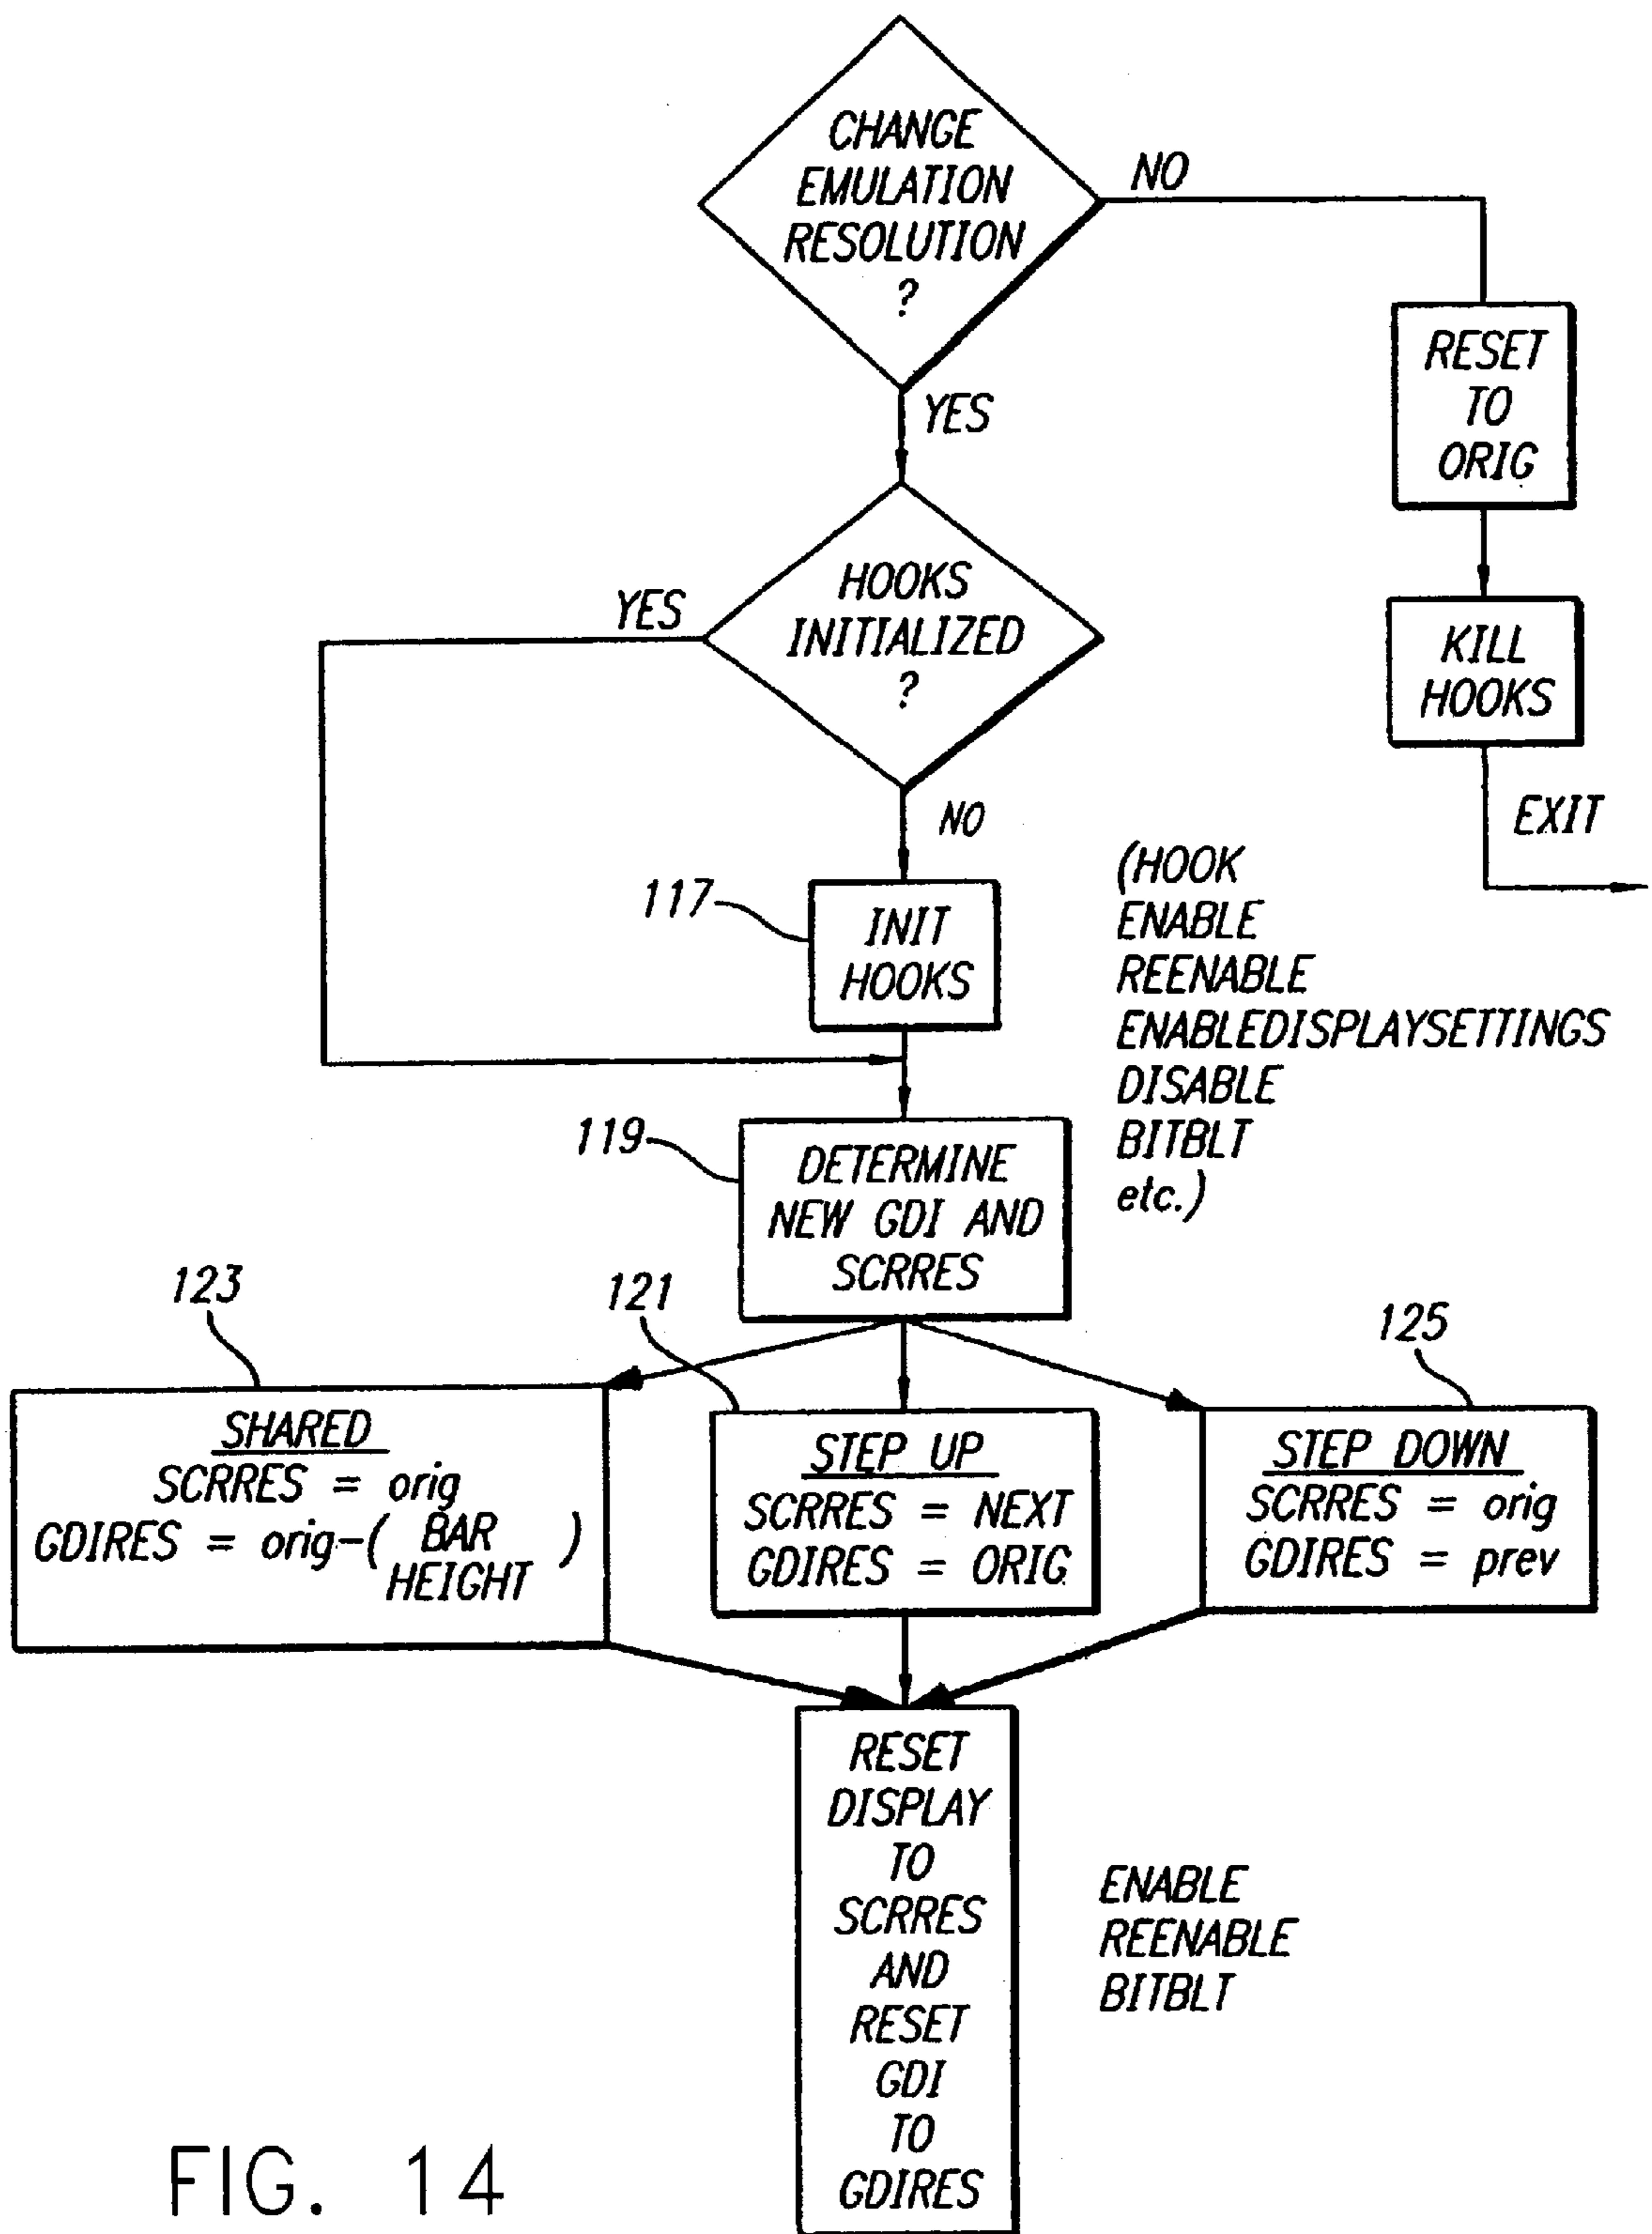 CHANGE
EMULATION
RESOLUTION
?
NO
YES
RESET
TO
ORIG
HOOKS
INITIALIZED
?
YES
KILL
HOOKS
NO
EXIT
117
INIT
HOOKS
(HOOK
ENABLE
REENABLE
ENABLEDISPLAYSETTINGS
DISABLE
BITBLT
etc.)
119
DETERMINE
NEW GDI AND
SCRRES
123
121
125
SHARED
SCRRES = orig
GDIRES = orig-( BAR
HEIGHT )
STEP UP
SCRRES = NEXT
GDIRES = ORIG
STEP DOWN
SCRRES = orig
GDIRES = prev
RESET
DISPLAY
TO
SCRRES
AND
RESET
GDI
TO
GDIRES
ENABLE
REENABLE
BITBLT
FIG. 14